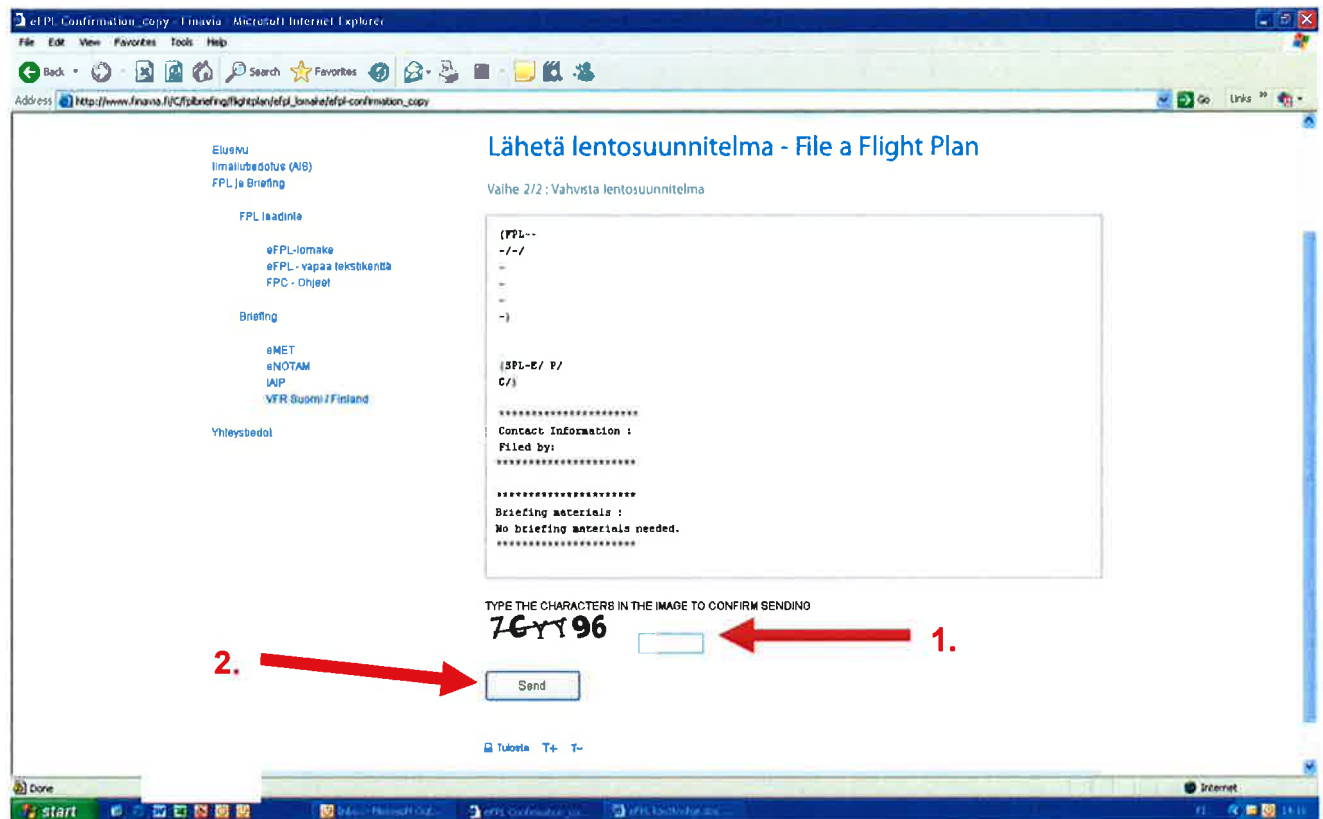 eFPL Confirmation_copy - Finavia - Microsoft Internet Explorer
File Edit View Favorites Tools Help
Back Search Favorites
Address http://www.finavia.fi/C/fplbriefing/flightplan/efpl_lomake/efpl-confirmation_copy Go Links »
Etusivu
Ilmailutiedotus (AIS)
FPL ja Briefing
FPL laadinta
eFPL-lomake
eFPL - vapaa tekstikenttä
FPC - Ohjeet
Briefing
eMET
eNOTAM
IAIP
VFR Suomi / Finland
Yhteystiedot
Lähetä lentosuunnitelma - File a Flight Plan
Vaihe 2/2 : Vahvista lentosuunnitelma
(FPL--
-/-/
-
-
-
-)
(SPL-E/ P/
C/)
***********************
Contact Information :
Filed by:
***********************
***********************
Briefing materials :
No briefing materials needed.
***********************
TYPE THE CHARACTERS IN THE IMAGE TO CONFIRM SENDING
96
1.
2.
Send
Tulosta T+ T-
Done Internet
start